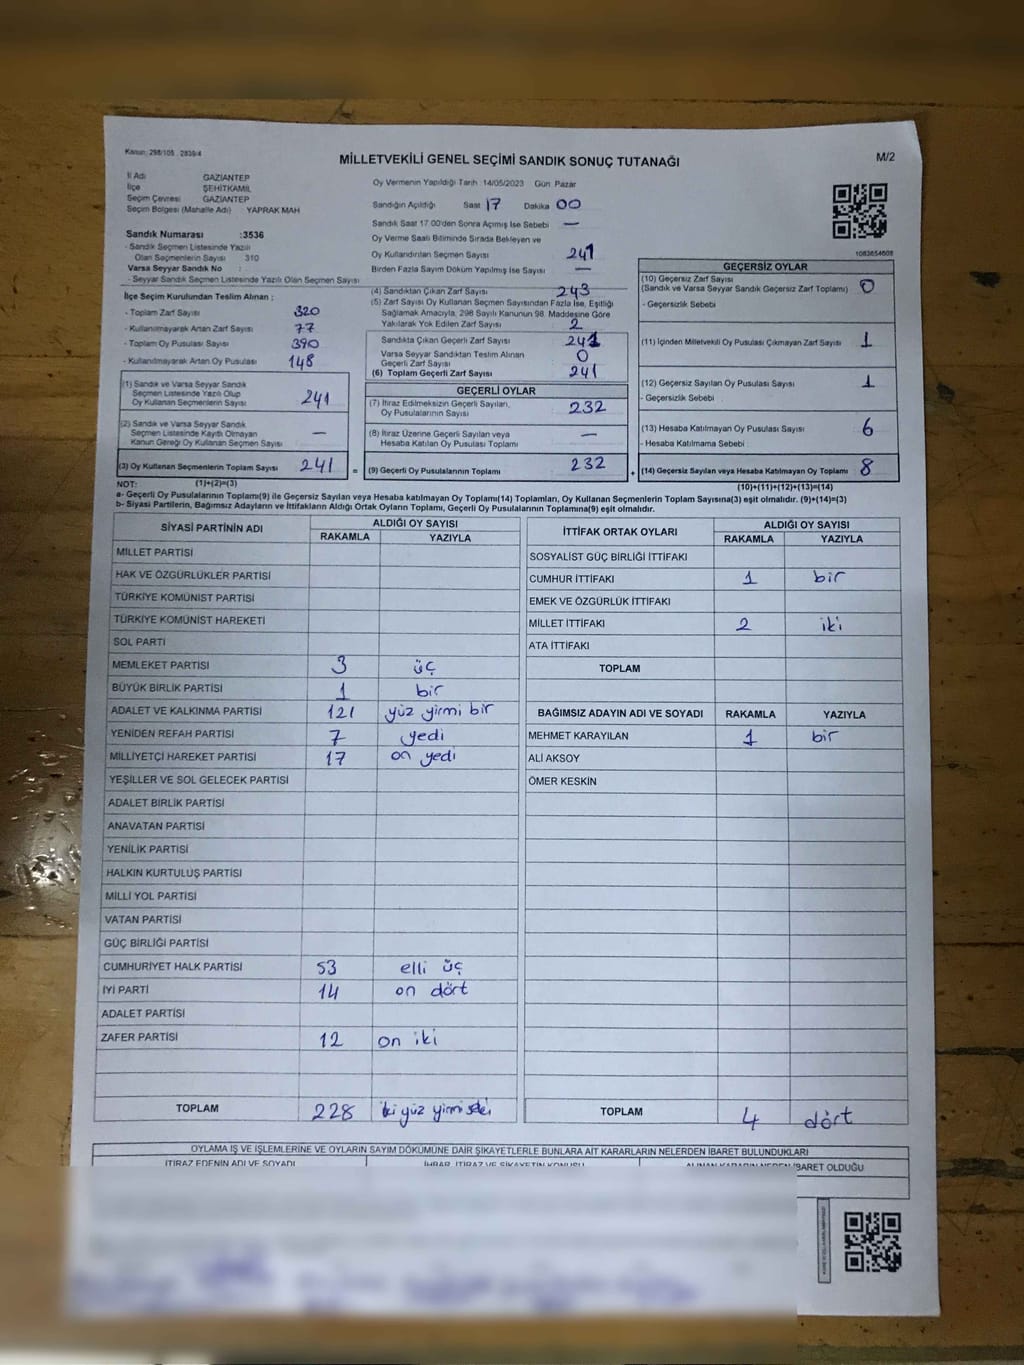 Kanun: 298/105 , 2839/4
MİLLETVEKİLİ GENEL SEÇİMİ SANDIK SONUÇ TUTANAĞI
M/2
İl Adı GAZİANTEP
İlçe ŞEHİTKAMİL
Seçim Çevresi GAZİANTEP
Seçim Bölgesi (Mahalle Adı) YAPRAK MAH
Oy Vermenin Yapıldığı Tarih 14/05/2023 Gün Pazar
Sandığın Açıldığı Saat 17 Dakika 00
Sandık Saat 17:00'den Sonra Açılmış İse Sebebi —
Oy Verme Saati Bitiminde Sırada Bekleyen ve
Oy Kullandırılan Seçmen Sayısı 241
Birden Fazla Sayım Döküm Yapılmış İse Sayısı —
Sandık Numarası :3536
- Sandık Seçmen Listesinde Yazılı
Olan Seçmenlerin Sayısı 310
Varsa Seyyar Sandık No :
- Seyyar Sandık Seçmen Listesinde Yazılı Olan Seçmen Sayısı
İlçe Seçim Kurulundan Teslim Alınan ;
- Toplam Zarf Sayısı 320
- Kullanılmayarak Artan Zarf Sayısı 77
- Toplam Oy Pusulası Sayısı 390
- Kullanılmayarak Artan Oy Pusulası 148
(4) Sandıktan Çıkan Zarf Sayısı 243
(5) Zarf Sayısı Oy Kullanan Seçmen Sayısından Fazla İse, Eşitliği
Sağlamak Amacıyla, 298 Sayılı Kanunun 98. Maddesine Göre
Yakılarak Yok Edilen Zarf Sayısı 2
Sandıkta Çıkan Geçerli Zarf Sayısı 241
Varsa Seyyar Sandıktan Teslim Alınan
Geçerli Zarf Sayısı 0
(6) Toplam Geçerli Zarf Sayısı 241
1083654608
GEÇERSİZ OYLAR
(10) Geçersiz Zarf Sayısı
(Sandık ve Varsa Seyyar Sandık Geçersiz Zarf Toplamı) 0
- Geçersizlik Sebebi
(11) İçinden Milletvekili Oy Pusulası Çıkmayan Zarf Sayısı 1
(12) Geçersiz Sayılan Oy Pusulası Sayısı 1
- Geçersizlik Sebebi
(13) Hesaba Katılmayan Oy Pusulası Sayısı 6
- Hesaba Katılmama Sebebi
(14) Geçersiz Sayılan veya Hesaba Katılmayan Oy Toplamı 8
(10)+(11)+(12)+(13)=(14)
(1) Sandık ve Varsa Seyyar Sandık
Seçmen Listesinde Yazılı Olup
Oy Kullanan Seçmenlerin Sayısı 241
(2) Sandık ve Varsa Seyyar Sandık
Seçmen Listesinde Kayıtlı Olmayan
Kanun Gereği Oy Kullanan Seçmen Sayısı —
(3) Oy Kullanan Seçmenlerin Toplam Sayısı 241 =
GEÇERLİ OYLAR
(7) İtiraz Edilmeksizin Geçerli Sayılan,
Oy Pusulalarının Sayısı 232
(8) İtiraz Üzerine Geçerli Sayılan veya
Hesaba Katılan Oy Pusulası Toplamı —
(9) Geçerli Oy Pusulalarının Toplamı 232 +
NOT: (1)+(2)=(3)
a- Geçerli Oy Pusulalarının Toplamı(9) ile Geçersiz Sayılan veya Hesaba katılmayan Oy Toplamı(14) Toplamları, Oy Kullanan Seçmenlerin Toplam Sayısına(3) eşit olmalıdır. (9)+(14)=(3)
b- Siyasi Partilerin, Bağımsız Adayların ve İttifakların Aldığı Ortak Oyların Toplamı, Geçerli Oy Pusulalarının Toplamına(9) eşit olmalıdır.
SİYASİ PARTİNİN ADI ALDIĞI OY SAYISI
RAKAMLA YAZIYLA
MİLLET PARTİSİ
HAK VE ÖZGÜRLÜKLER PARTİSİ
TÜRKİYE KOMÜNİST PARTİSİ
TÜRKİYE KOMÜNİST HAREKETİ
SOL PARTİ
MEMLEKET PARTİSİ 3 üç
BÜYÜK BİRLİK PARTİSİ 1 bir
ADALET VE KALKINMA PARTİSİ 121 yüz yirmi bir
YENİDEN REFAH PARTİSİ 7 yedi
MİLLİYETÇİ HAREKET PARTİSİ 17 on yedi
YEŞİLLER VE SOL GELECEK PARTİSİ
ADALET BİRLİK PARTİSİ
ANAVATAN PARTİSİ
YENİLİK PARTİSİ
HALKIN KURTULUŞ PARTİSİ
MİLLİ YOL PARTİSİ
VATAN PARTİSİ
GÜÇ BİRLİĞİ PARTİSİ
CUMHURİYET HALK PARTİSİ 53 elli üç
İYİ PARTİ 14 on dört
ADALET PARTİSİ
ZAFER PARTİSİ 12 on iki
TOPLAM 228 iki yüz yirmi sekiz
İTTİFAK ORTAK OYLARI ALDIĞI OY SAYISI
RAKAMLA YAZIYLA
SOSYALİST GÜÇ BİRLİĞİ İTTİFAKI
CUMHUR İTTİFAKI 1 bir
EMEK VE ÖZGÜRLÜK İTTİFAKI
MİLLET İTTİFAKI 2 iki
ATA İTTİFAKI
TOPLAM
BAĞIMSIZ ADAYIN ADI VE SOYADI RAKAMLA YAZIYLA
MEHMET KARAYILAN 1 bir
ALİ AKSOY
ÖMER KESKİN
TOPLAM 4 dört
OYLAMA İŞ VE İŞLEMLERİNE VE OYLARIN SAYIM DÖKÜMÜNE DAİR ŞİKAYETLERLE BUNLARA AİT KARARLARIN NELERDEN İBARET BULUNDUKLARI
İTİRAZ EDENİN ADI VE SOYADI İHBAR, İTİRAZ VE ŞİKAYETİN KONUSU ALINAN KARARIN NEDEN İBARET OLDUĞU